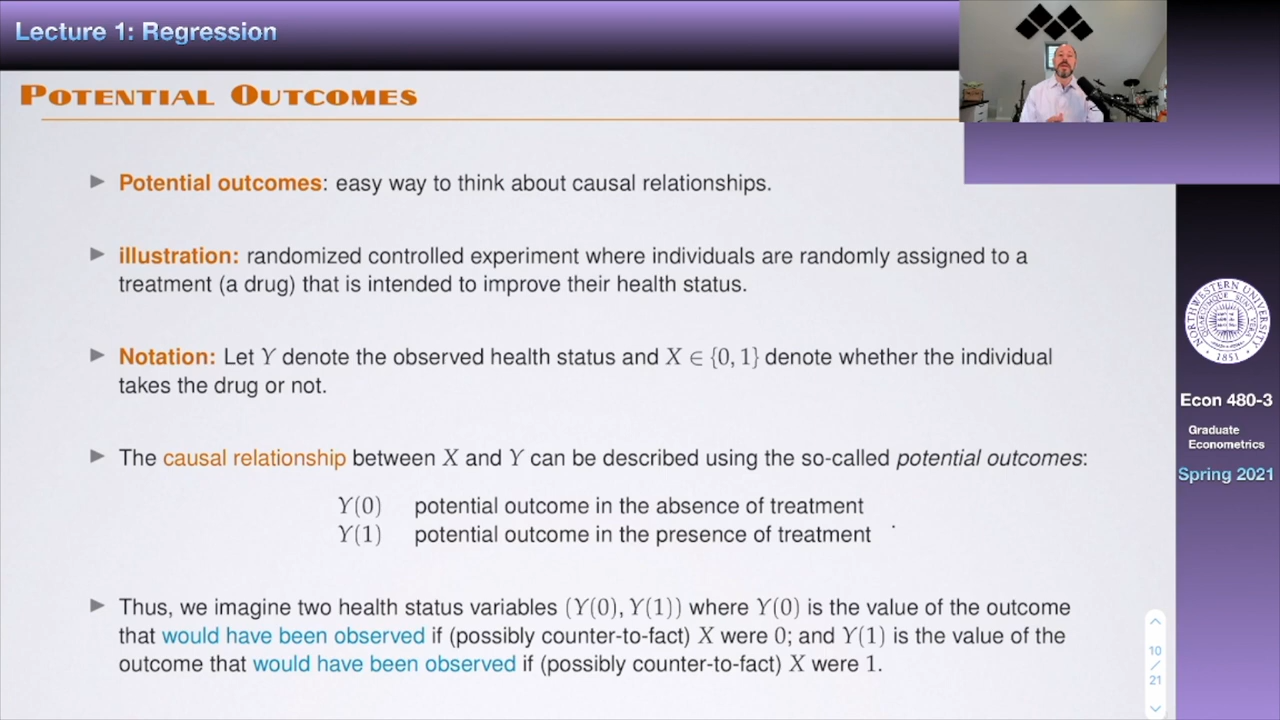 Lecture 1: Regression
POTENTIAL OUTCOMES
Potential outcomes: easy way to think about causal relationships.
illustration: randomized controlled experiment where individuals are randomly assigned to a
treatment (a drug) that is intended to improve their health status.
Notation: Let Y denote the observed health status and X ∈ {0, 1} denote whether the individual
takes the drug or not.
The causal relationship between X and Y can be described using the so-called potential outcomes:
Y(0) potential outcome in the absence of treatment
Y(1) potential outcome in the presence of treatment .
Thus, we imagine two health status variables (Y(0), Y(1)) where Y(0) is the value of the outcome
that would have been observed if (possibly counter-to-fact) X were 0; and Y(1) is the value of the
outcome that would have been observed if (possibly counter-to-fact) X were 1.
NORTHWESTERN UNIVERSITY
1851
Econ 480-3
Graduate
Econometrics
Spring 2021
10
/
21